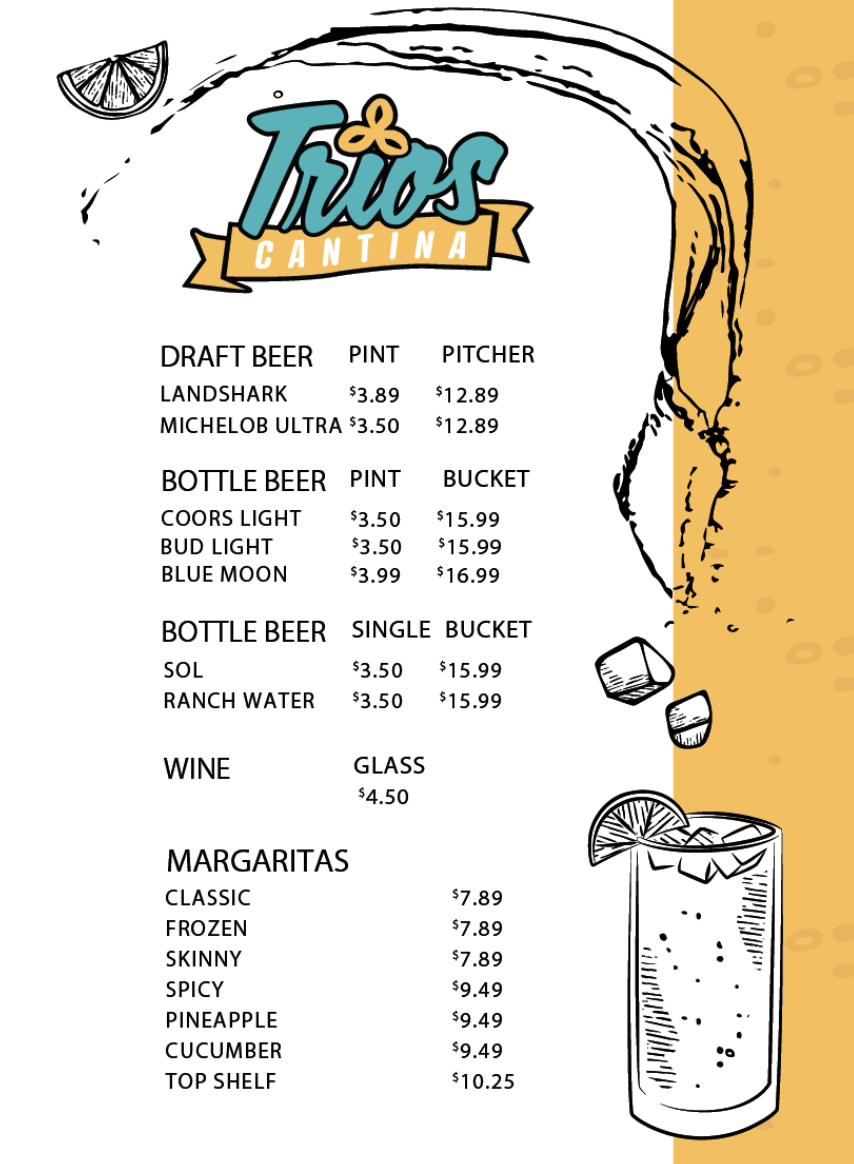 Trios
CANTINA
DRAFT BEER PINT PITCHER
LANDSHARK $3.89 $12.89
MICHELOB ULTRA $3.50 $12.89
BOTTLE BEER PINT BUCKET
COORS LIGHT $3.50 $15.99
BUD LIGHT $3.50 $15.99
BLUE MOON $3.99 $16.99
BOTTLE BEER SINGLE BUCKET
SOL $3.50 $15.99
RANCH WATER $3.50 $15.99
WINE GLASS
$4.50
MARGARITAS
CLASSIC $7.89
FROZEN $7.89
SKINNY $7.89
SPICY $9.49
PINEAPPLE $9.49
CUCUMBER $9.49
TOP SHELF $10.25